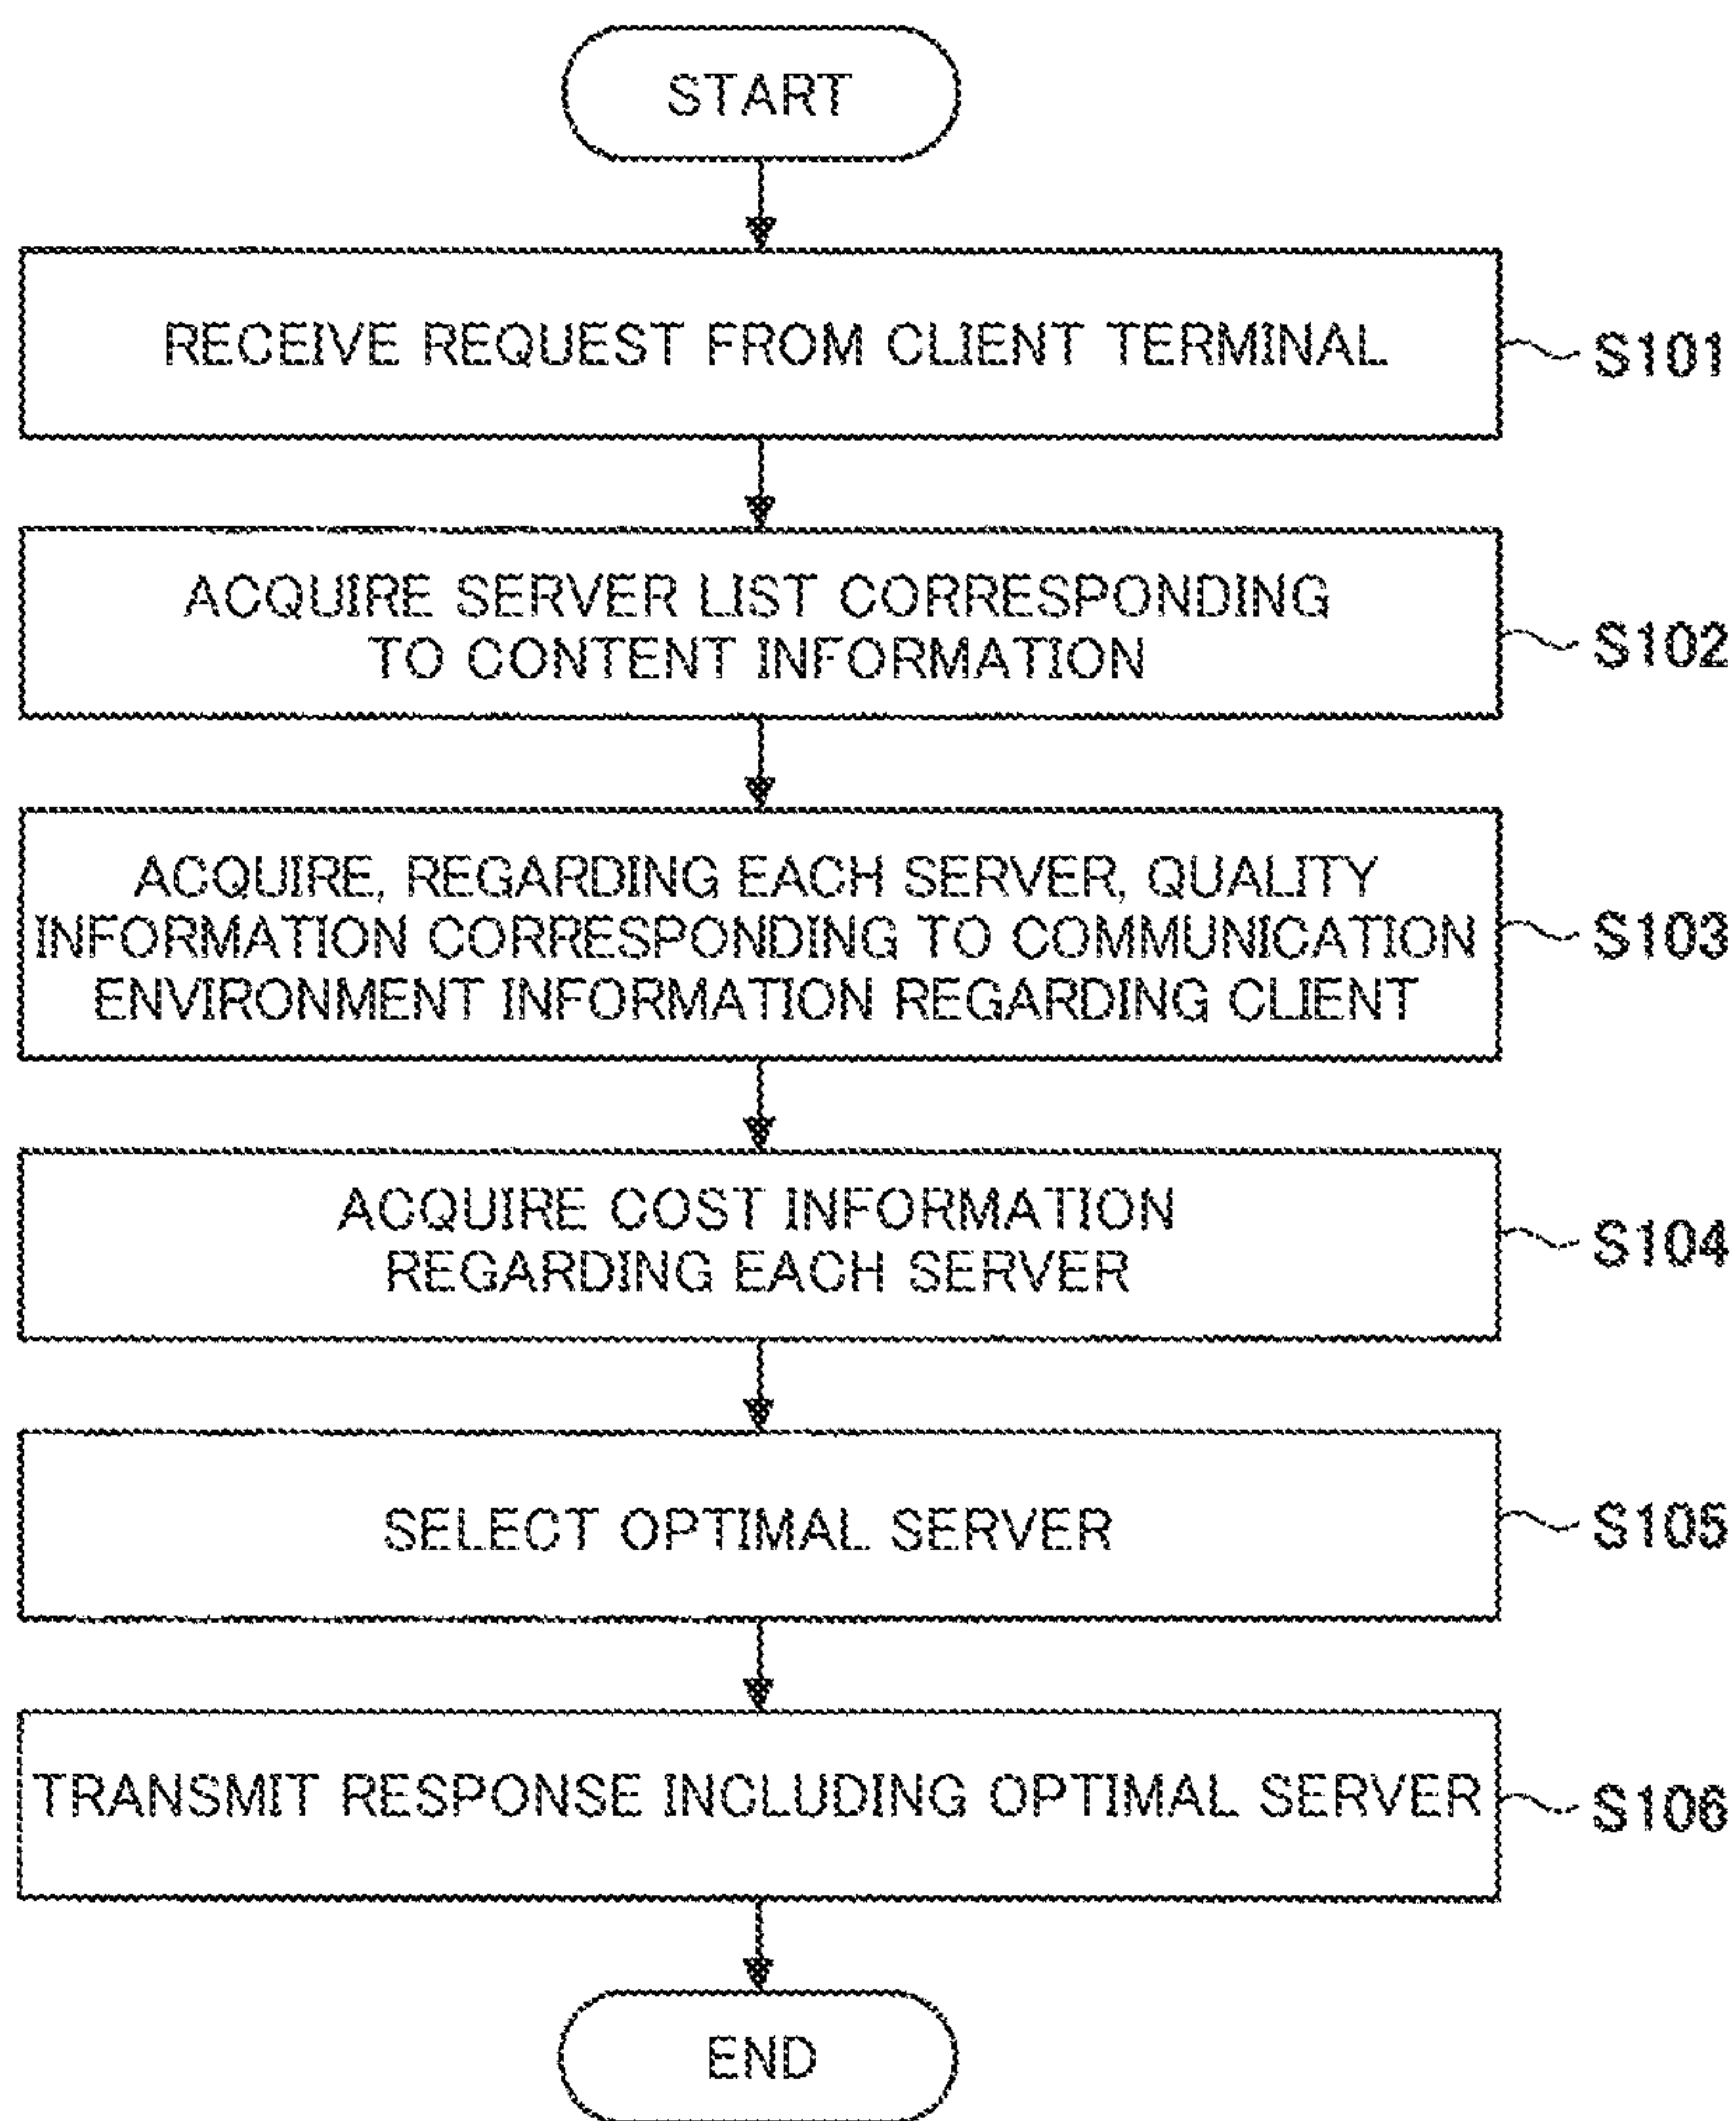 START
RECEIVE REQUEST FROM CLIENT TERMINAL
S101
ACQUIRE SERVER LIST CORRESPONDING
TO CONTENT INFORMATION
S102
ACQUIRE, REGARDING EACH SERVER, QUALITY
INFORMATION CORRESPONDING TO COMMUNICATION
ENVIRONMENT INFORMATION REGARDING CLIENT
S103
ACQUIRE COST INFORMATION
REGARDING EACH SERVER
S104
SELECT OPTIMAL SERVER
S105
TRANSMIT RESPONSE INCLUDING OPTIMAL SERVER
S106
END